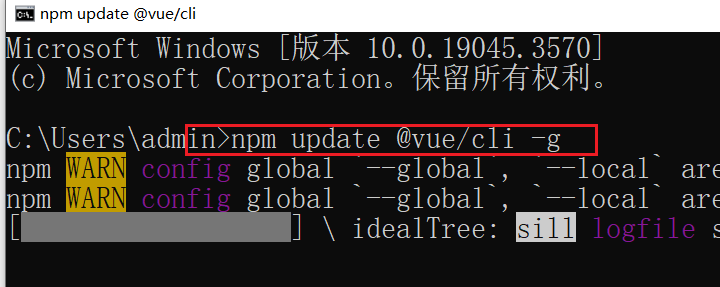 npm update @vue/cli
Microsoft Windows [版本 10.0.19045.3570]
(c) Microsoft Corporation。保留所有权利。
C:\Users\admin>npm update @vue/cli -g
npm WARN config global `--global`, `--local` are
npm WARN config global `--global`, `--local` are
[ ] \ idealTree: sill logfile s